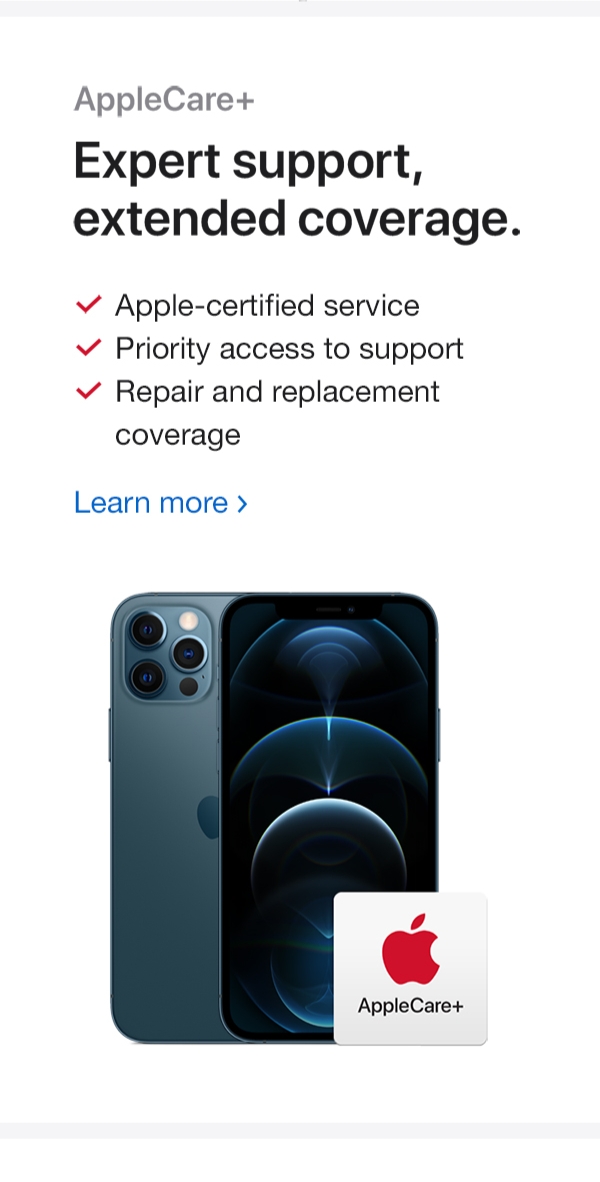 AppleCare+
Expert support,
extended coverage.
Apple-certified service
Priority access to support
Repair and replacement
coverage
Learn more >
AppleCare+